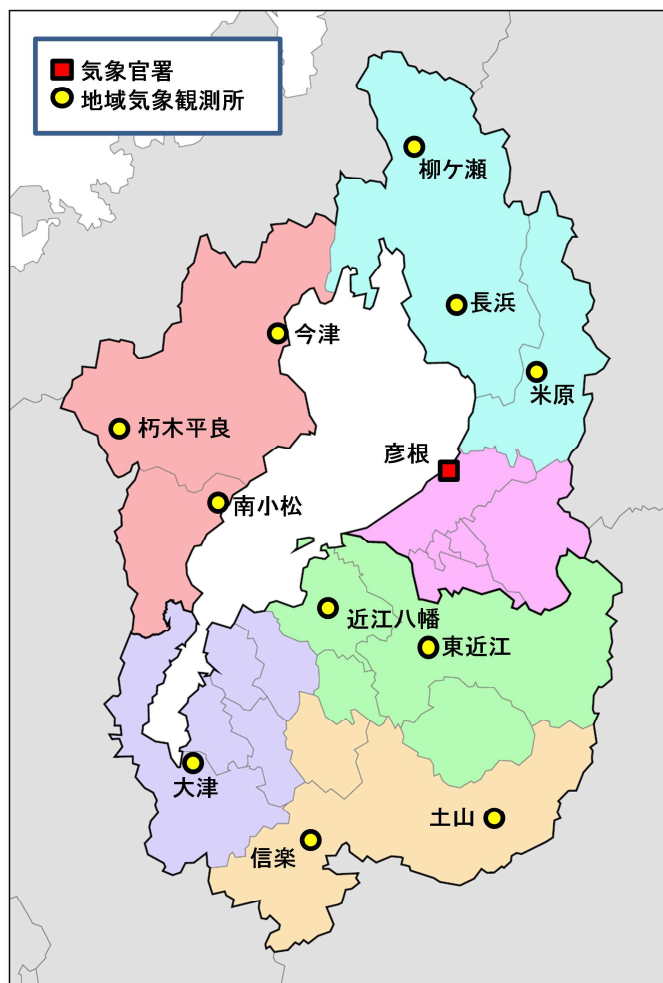 気象官署
地域気象観測所
柳ケ瀬
長浜
今津
米原
朽木平良
彦根
南小松
近江八幡
東近江
大津
土山
信楽